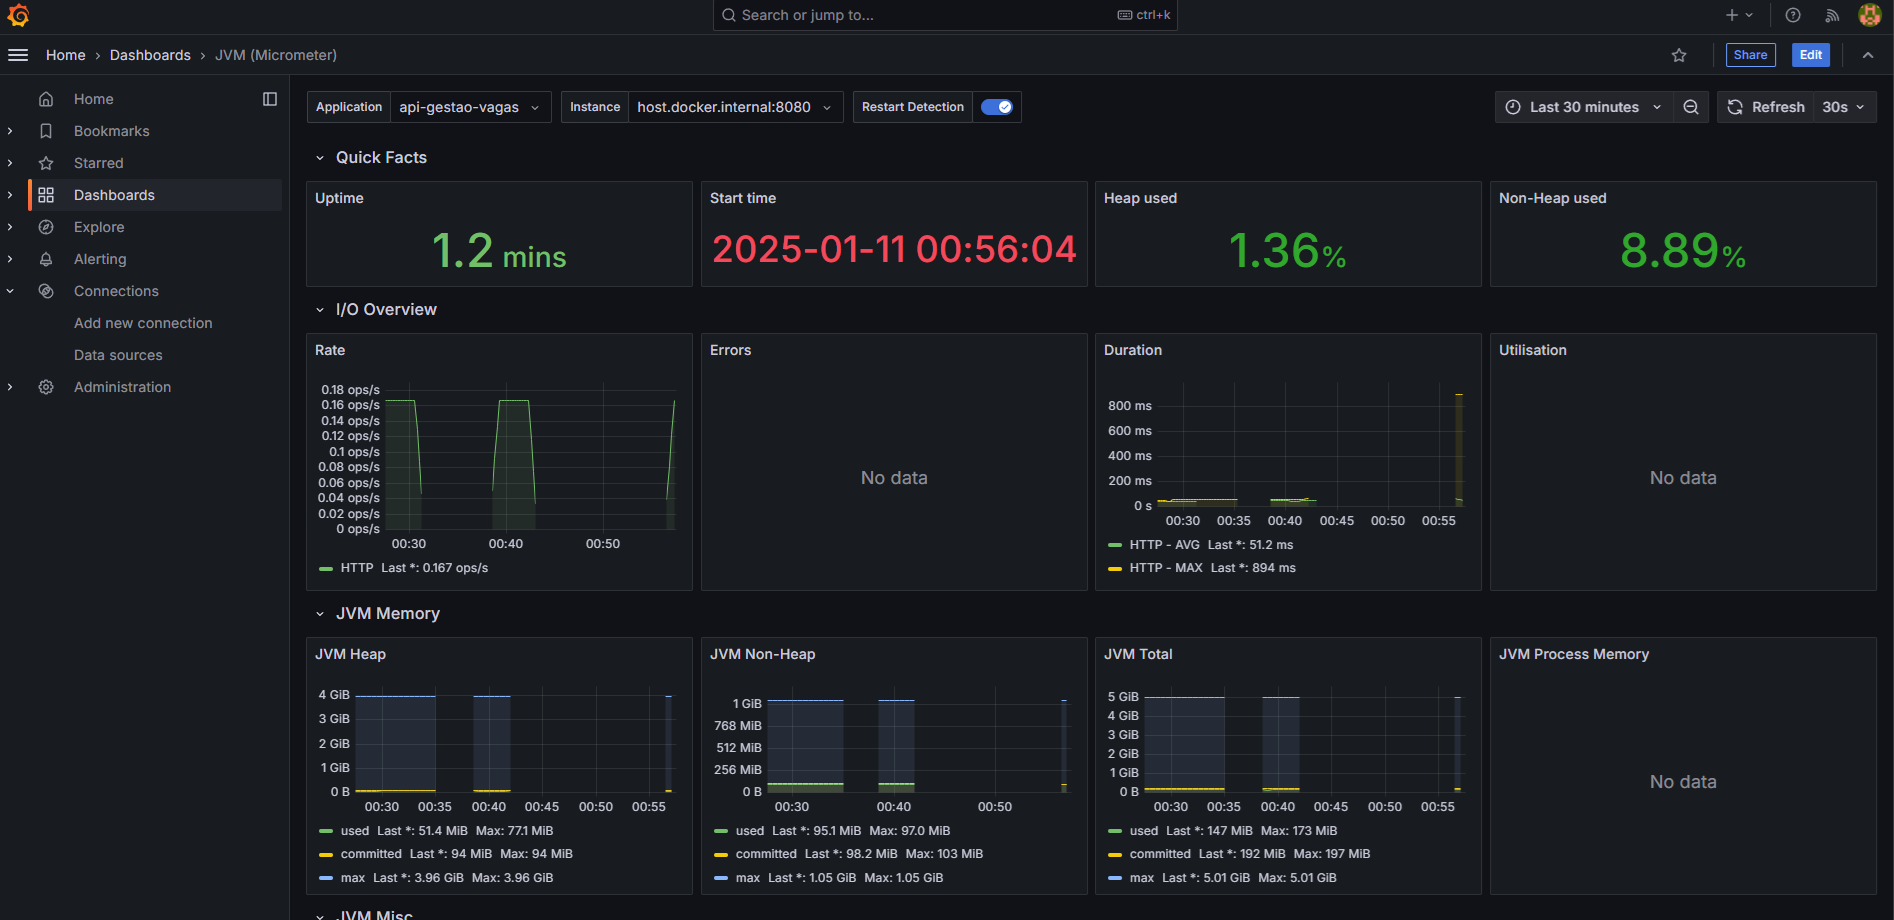 Search or jump to...
ctrl+k
Home
Dashboards
JVM (Micrometer)
Share
Edit
Home
Bookmarks
Starred
Dashboards
Explore
Alerting
Connections
Add new connection
Data sources
Administration
Application
api-gestao-vagas
Instance
host.docker.internal:8080
Restart Detection
Last 30 minutes
Refresh
30s
Quick Facts
Uptime
1.2 mins
Start time
2025-01-11 00:56:04
Heap used
1.36%
Non-Heap used
8.89%
I/O Overview
Rate
0.18 ops/s
0.16 ops/s
0.14 ops/s
0.12 ops/s
0.1 ops/s
0.08 ops/s
0.06 ops/s
0.04 ops/s
0.02 ops/s
0 ops/s
00:30 00:40 00:50
HTTP Last *: 0.167 ops/s
Errors
No data
Duration
800 ms
600 ms
400 ms
200 ms
0 s
00:30 00:35 00:40 00:45 00:50 00:55
HTTP - AVG Last *: 51.2 ms
HTTP - MAX Last *: 894 ms
Utilisation
No data
JVM Memory
JVM Heap
4 GiB
3 GiB
2 GiB
1 GiB
0 B
00:30 00:35 00:40 00:45 00:50 00:55
used Last *: 51.4 MiB Max: 77.1 MiB
committed Last *: 94 MiB Max: 94 MiB
max Last *: 3.96 GiB Max: 3.96 GiB
JVM Non-Heap
1 GiB
768 MiB
512 MiB
256 MiB
0 B
00:30 00:40 00:50
used Last *: 95.1 MiB Max: 97.0 MiB
committed Last *: 98.2 MiB Max: 103 MiB
max Last *: 1.05 GiB Max: 1.05 GiB
JVM Total
5 GiB
4 GiB
3 GiB
2 GiB
1 GiB
0 B
00:30 00:35 00:40 00:45 00:50 00:55
used Last *: 147 MiB Max: 173 MiB
committed Last *: 192 MiB Max: 197 MiB
max Last *: 5.01 GiB Max: 5.01 GiB
JVM Process Memory
No data
JVM Misc